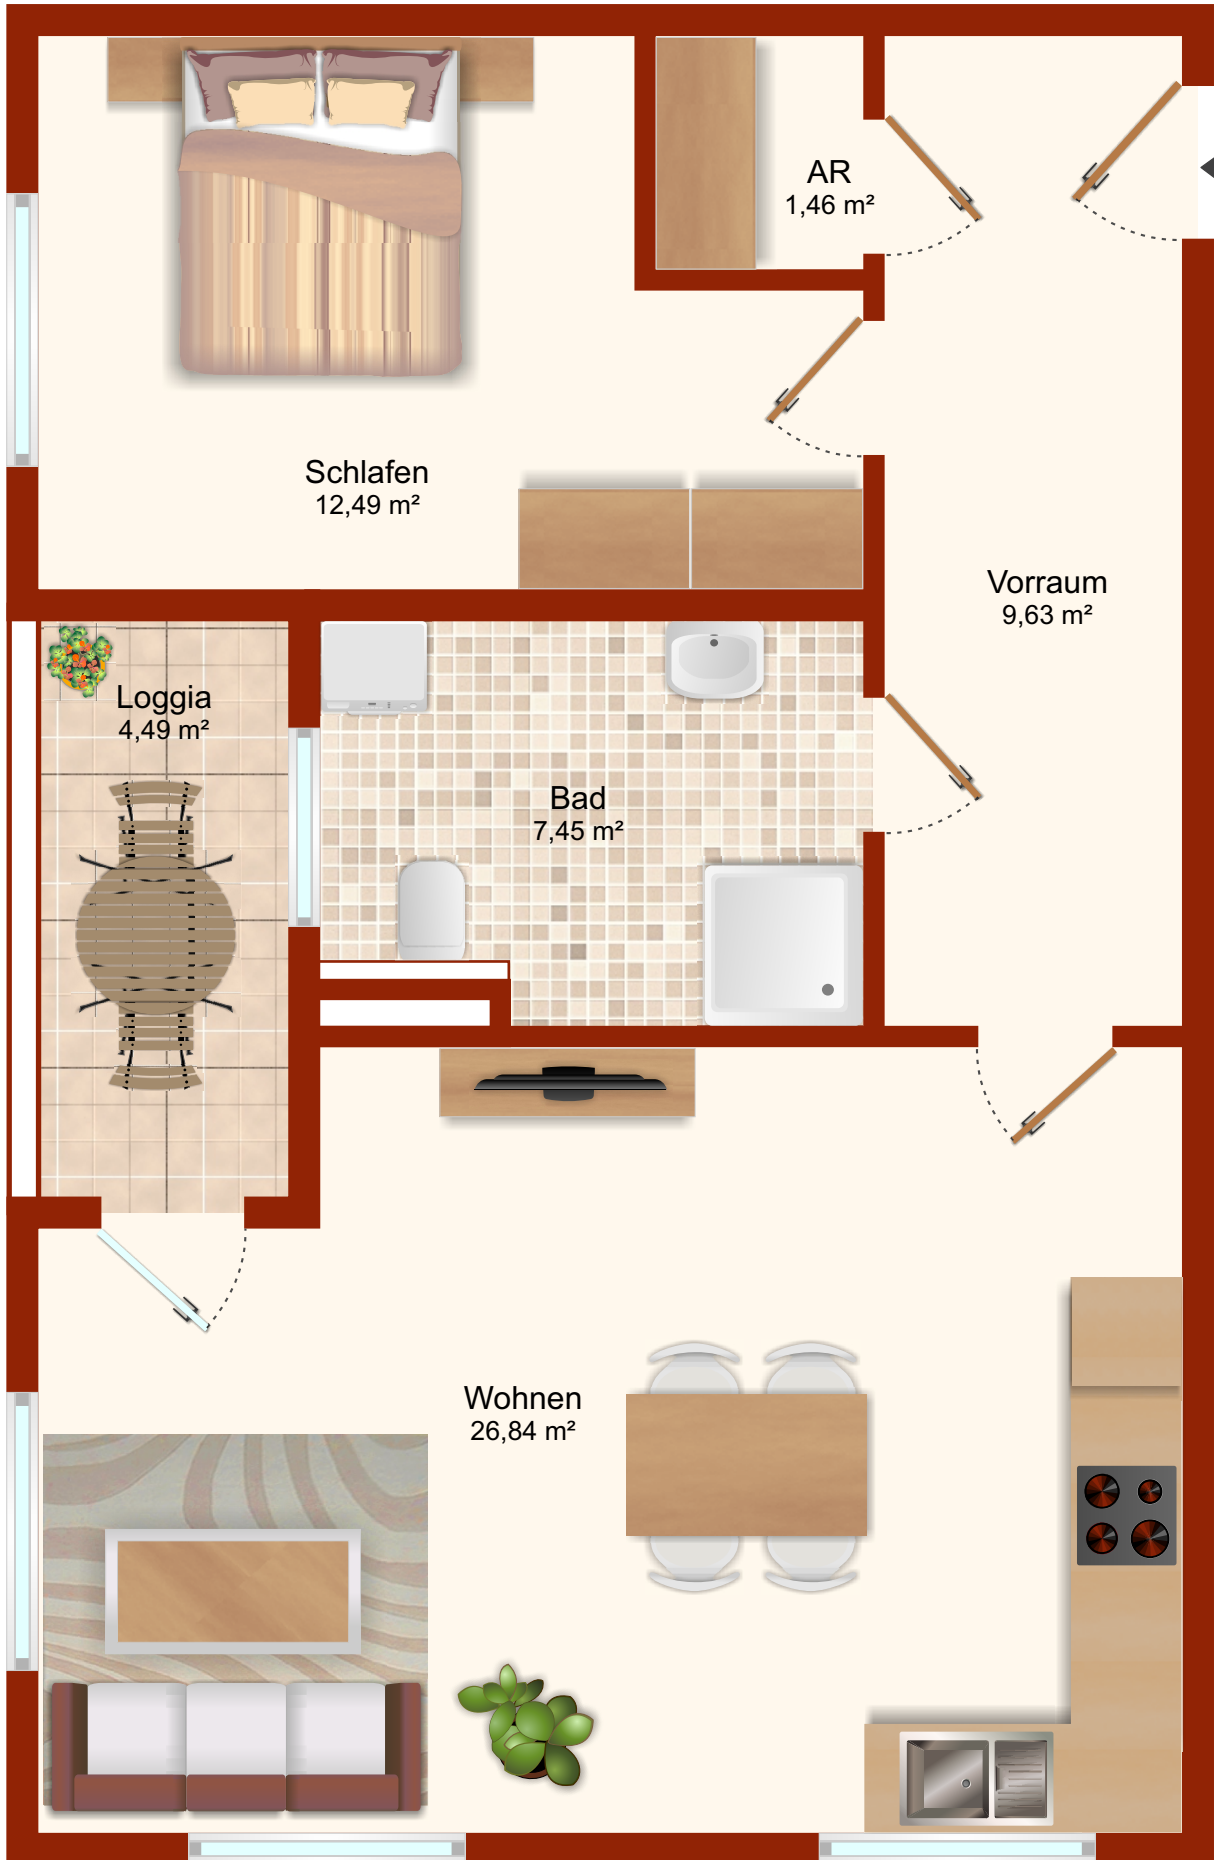 AR
1,46 m²
Schlafen
12,49 m²
Vorraum
9,63 m²
Loggia
4,49 m²
Bad
7,45 m²
Wohnen
26,84 m²